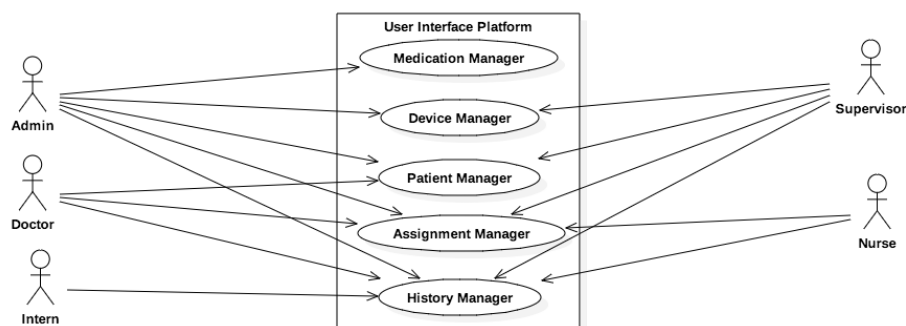 User Interface Platform
Medication Manager
Admin
Device Manager
Supervisor
Doctor
Patient Manager
Assignment Manager
Nurse
Intern
History Manager